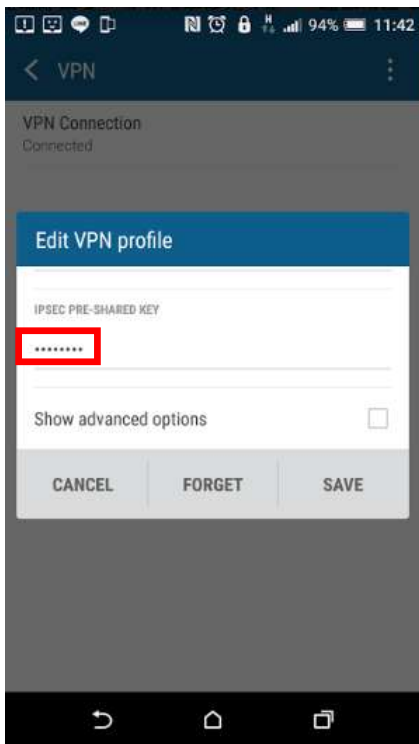 94% 11:42
VPN
VPN Connection
Connected
Edit VPN profile
IPSEC PRE-SHARED KEY
........
Show advanced options
CANCEL FORGET SAVE